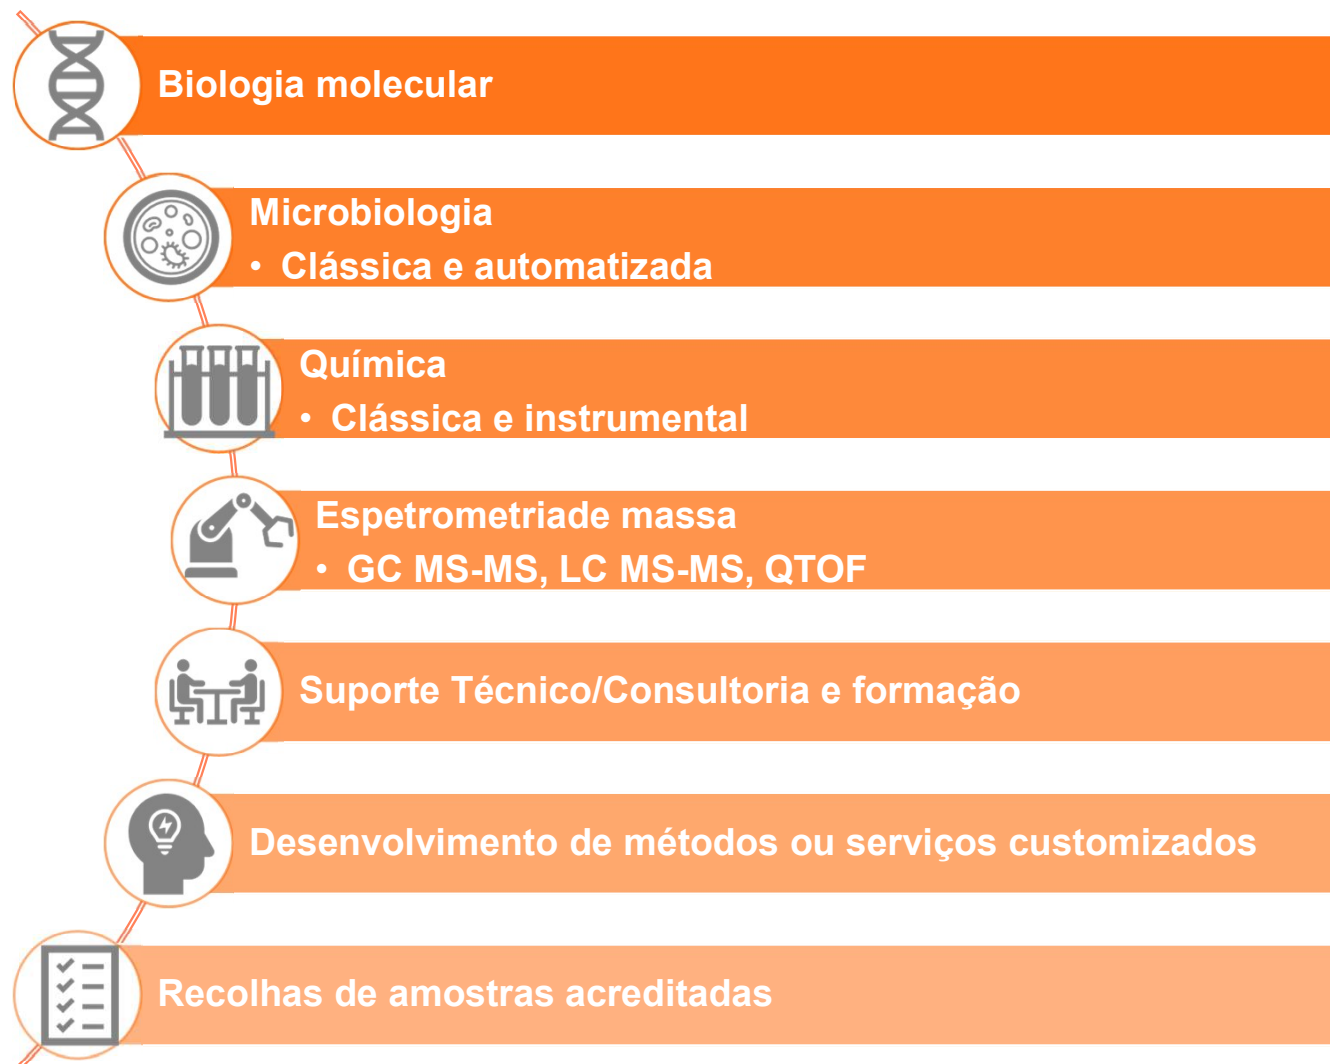 Biologia molecular
Microbiologia
• Clássica e automatizada
Química
• Clássica e instrumental
Espetrometriade massa
• GC MS-MS, LC MS-MS, QTOF
Suporte Técnico/Consultoria e formação
Desenvolvimento de métodos ou serviços customizados
Recolhas de amostras acreditadas